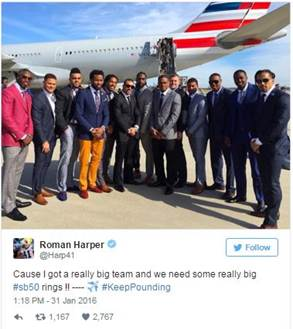 Roman Harper
@Harp41
Follow
Cause I got a really big team and we need some really big
#sb50 rings !! ---- ✈️ #KeepPounding
1:18 PM - 31 Jan 2016
1,167 2,767